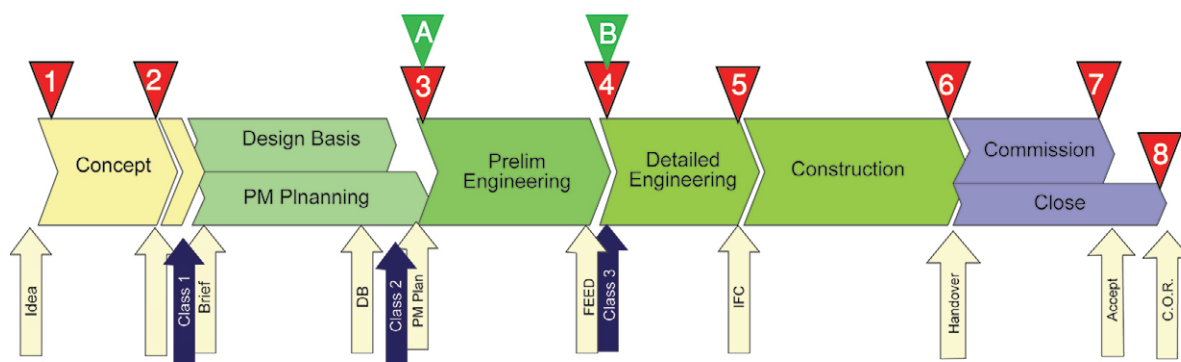 A
B
1
2
3
4
5
6
7
8
Concept
Design Basis
PM Plnanning
Prelim
Engineering
Detailed
Engineering
Construction
Commission
Close
Idea
Class 1
Brief
DB
Class 2
PM Plan
FEED
Class 3
IFC
Handover
Accept
C.O.R.